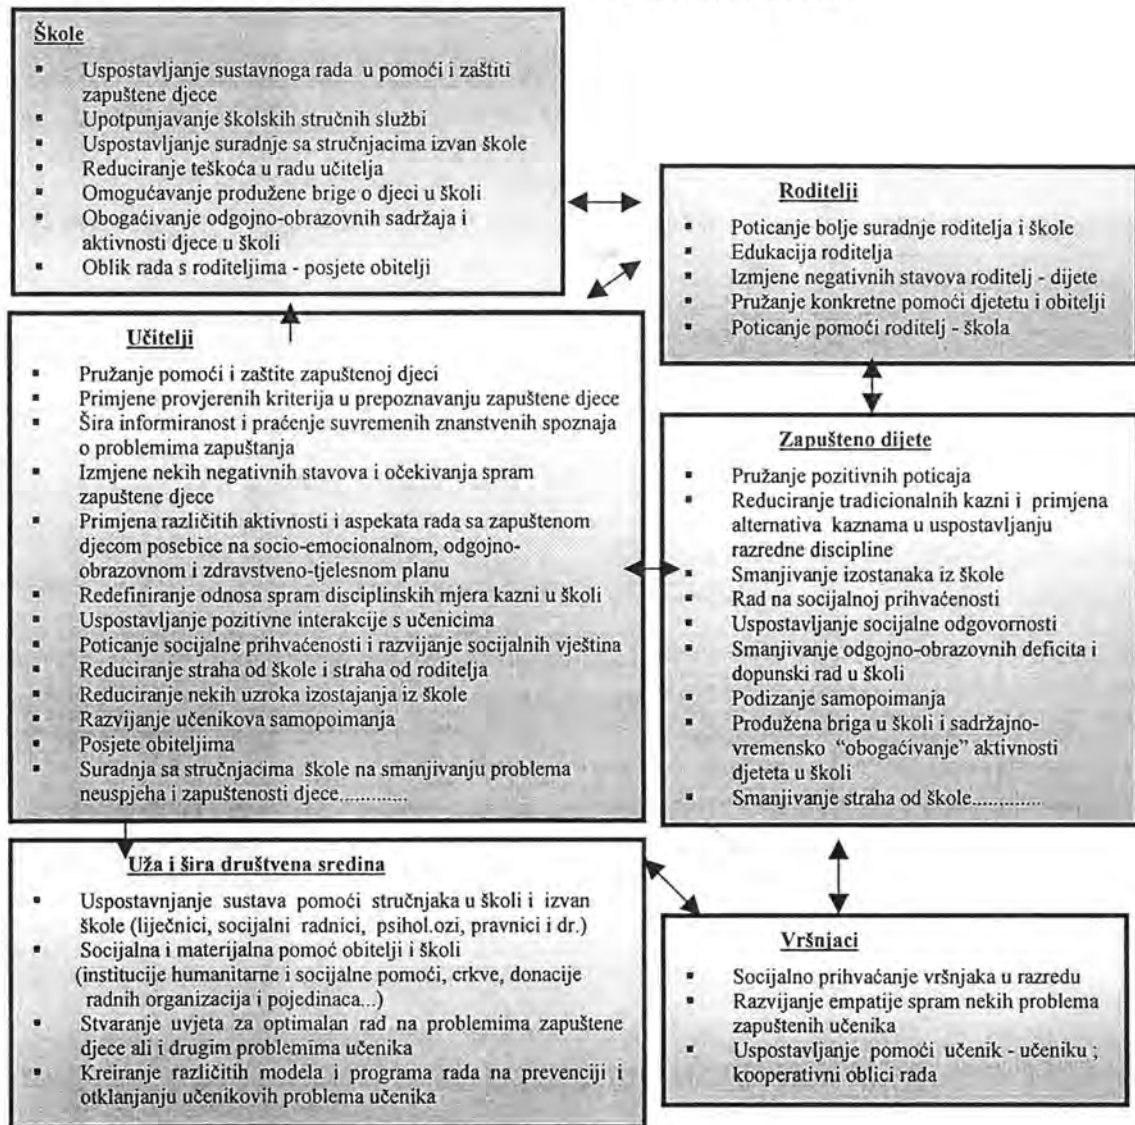 Škole
▪ Uspostavljanje sustavnoga rada u pomoći i zaštiti
zapuštene djece
▪ Upotpunjavanje školskih stručnih službi
▪ Uspostavljanje suradnje sa stručnjacima izvan škole
▪ Reduciranje teškoća u radu učitelja
▪ Omogućavanje produžene brige o djeci u školi
▪ Obogaćivanje odgojno-obrazovnih sadržaja i
aktivnosti djece u školi
▪ Oblik rada s roditeljima - posjete obitelji
Roditelji
▪ Poticanje bolje suradnje roditelja i škole
▪ Edukacija roditelja
▪ Izmjene negativnih stavova roditelj - dijete
▪ Pružanje konkretne pomoći djetetu i obitelji
▪ Poticanje pomoći roditelj - škola
Učitelji
▪ Pružanje pomoći i zaštite zapuštenoj djeci
▪ Primjene provjerenih kriterija u prepoznavanju zapuštene djece
▪ Šira informiranost i praćenje suvremenih znanstvenih spoznaja
o problemima zapuštanja
▪ Izmjene nekih negativnih stavova i očekivanja spram
zapuštene djece
▪ Primjena različitih aktivnosti i aspekata rada sa zapuštenom
djecom posebice na socio-emocionalnom, odgojno-
obrazovnom i zdravstveno-tjelesnom planu
▪ Redefiniranje odnosa spram disciplinskih mjera kazni u školi
▪ Uspostavljanje pozitivne interakcije s učenicima
▪ Poticanje socijalne prihvaćenosti i razvijanje socijalnih vještina
▪ Reduciranje straha od škole i straha od roditelja
▪ Reduciranje nekih uzroka izostajanja iz škole
▪ Razvijanje učenikova samopoimanja
▪ Posjete obiteljima
▪ Suradnja sa stručnjacima škole na smanjivanju problema
neuspjeha i zapuštenosti djece.............
Zapušteno dijete
▪ Pružanje pozitivnih poticaja
▪ Reduciranje tradicionalnih kazni i primjena
alternativa kaznama u uspostavljanju
razredne discipline
▪ Smanjivanje izostanaka iz škole
▪ Rad na socijalnoj prihvaćenosti
▪ Uspostavljanje socijalne odgovornosti
▪ Smanjivanje odgojno-obrazovnih deficita i
dopunski rad u školi
▪ Podizanje samopoimanja
▪ Produžena briga u školi i sadržajno-
vremensko “obogaćivanje” aktivnosti
djeteta u školi
▪ Smanjivanje straha od škole.............
Uža i šira društvena sredina
▪ Uspostavnjanje sustava pomoći stručnjaka u školi i izvan
škole (liječnici, socijalni radnici, psihol.ozi, pravnici i dr.)
▪ Socijalna i materijalna pomoć obitelji i školi
(institucije humanitarne i socijalne pomoći, crkve, donacije
radnih organizacija i pojedinaca...)
▪ Stvaranje uvjeta za optimalan rad na problemima zapuštene
djece ali i drugim problemima učenika
▪ Kreiranje različitih modela i programa rada na prevenciji i
otklanjanju učenikovih problema učenika
Vršnjaci
▪ Socijalno prihvaćanje vršnjaka u razredu
▪ Razvijanje empatije spram nekih problema
zapuštenih učenika
▪ Uspostavljanje pomoći učenik - učeniku ;
kooperativni oblici rada